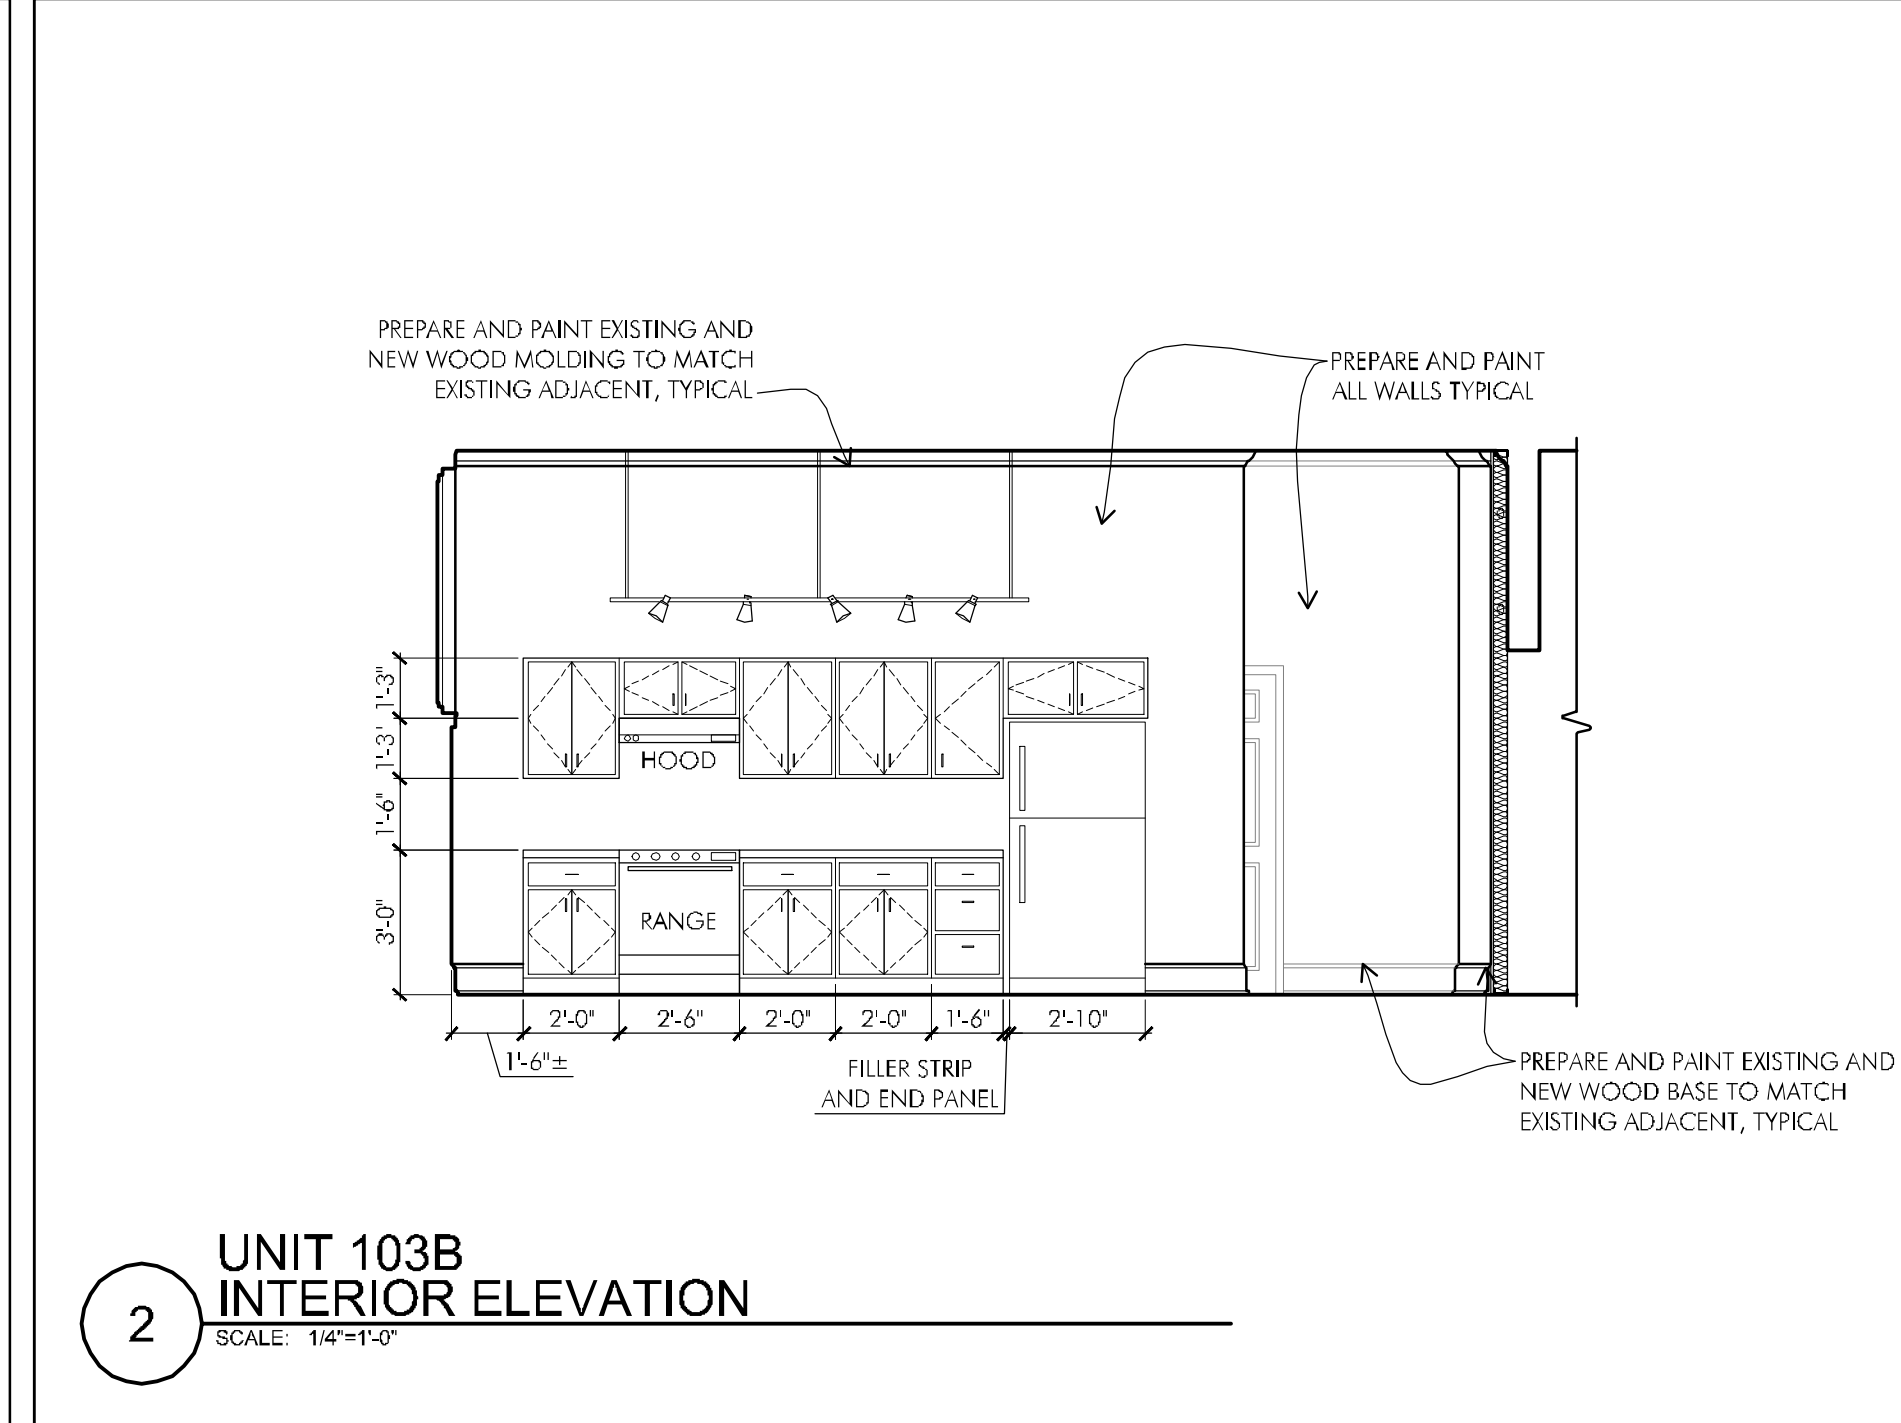 PREPARE AND PAINT EXISTING AND
NEW WOOD MOLDING TO MATCH
EXISTING ADJACENT, TYPICAL
PREPARE AND PAINT
ALL WALLS TYPICAL
1'-3"
1'-3"
1'-6"
3'-0"
HOOD
RANGE
2'-0"
2'-6"
2'-0"
2'-0"
1'-6"
2'-10"
1'-6"±
FILLER STRIP
AND END PANEL
PREPARE AND PAINT EXISTING AND
NEW WOOD BASE TO MATCH
EXISTING ADJACENT, TYPICAL
2
UNIT 103B
INTERIOR ELEVATION
SCALE: 1/4"=1'-0"